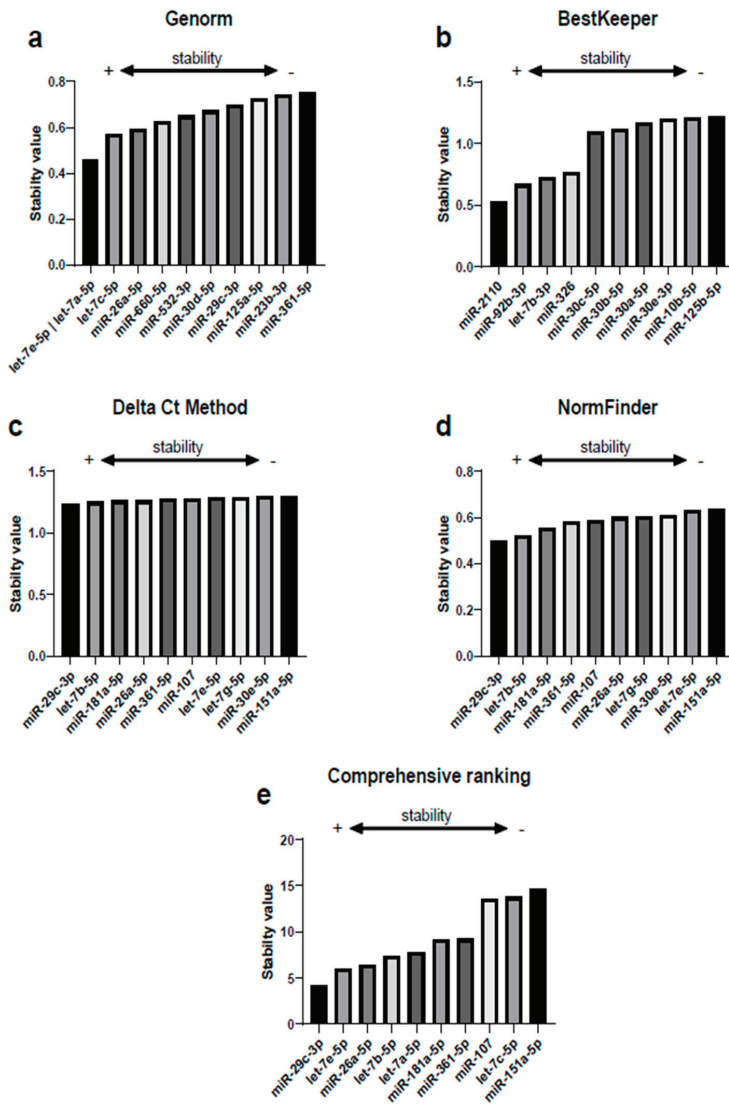 Genorm
a
+ stability -
Stabilty value
0.8
0.6
0.4
0.2
0.0
let-7e-5p | let-7a-5p
let-7c-5p
miR-26a-5p
miR-660-5p
miR-532-3p
miR-30d-5p
miR-29c-3p
miR-125a-5p
miR-23b-3p
miR-361-5p
BestKeeper
b
+ stability -
Stabilty value
1.5
1.0
0.5
0.0
miR-2110
miR-92b-3p
let-7b-3p
miR-326
miR-30c-5p
miR-30b-5p
miR-30a-5p
miR-30e-3p
miR-10b-5p
miR-125b-5p
Delta Ct Method
c
+ stability -
Stabilty value
1.5
1.0
0.5
0.0
miR-29c-3p
let-7b-5p
miR-181a-5p
miR-26a-5p
miR-361-5p
miR-107
let-7e-5p
let-7g-5p
miR-30e-5p
miR-151a-5p
NormFinder
d
+ stability -
Stabilty value
0.8
0.6
0.4
0.2
0.0
miR-29c-3p
let-7b-5p
miR-181a-5p
miR-361-5p
miR-107
miR-26a-5p
let-7g-5p
miR-30e-5p
let-7e-5p
miR-151a-5p
Comprehensive ranking
e
+ stability -
Stabilty value
20
15
10
5
0
miR-29c-3p
let-7e-5p
miR-26a-5p
let-7b-5p
let-7a-5p
miR-181a-5p
miR-361-5p
miR-107
let-7c-5p
miR-151a-5p